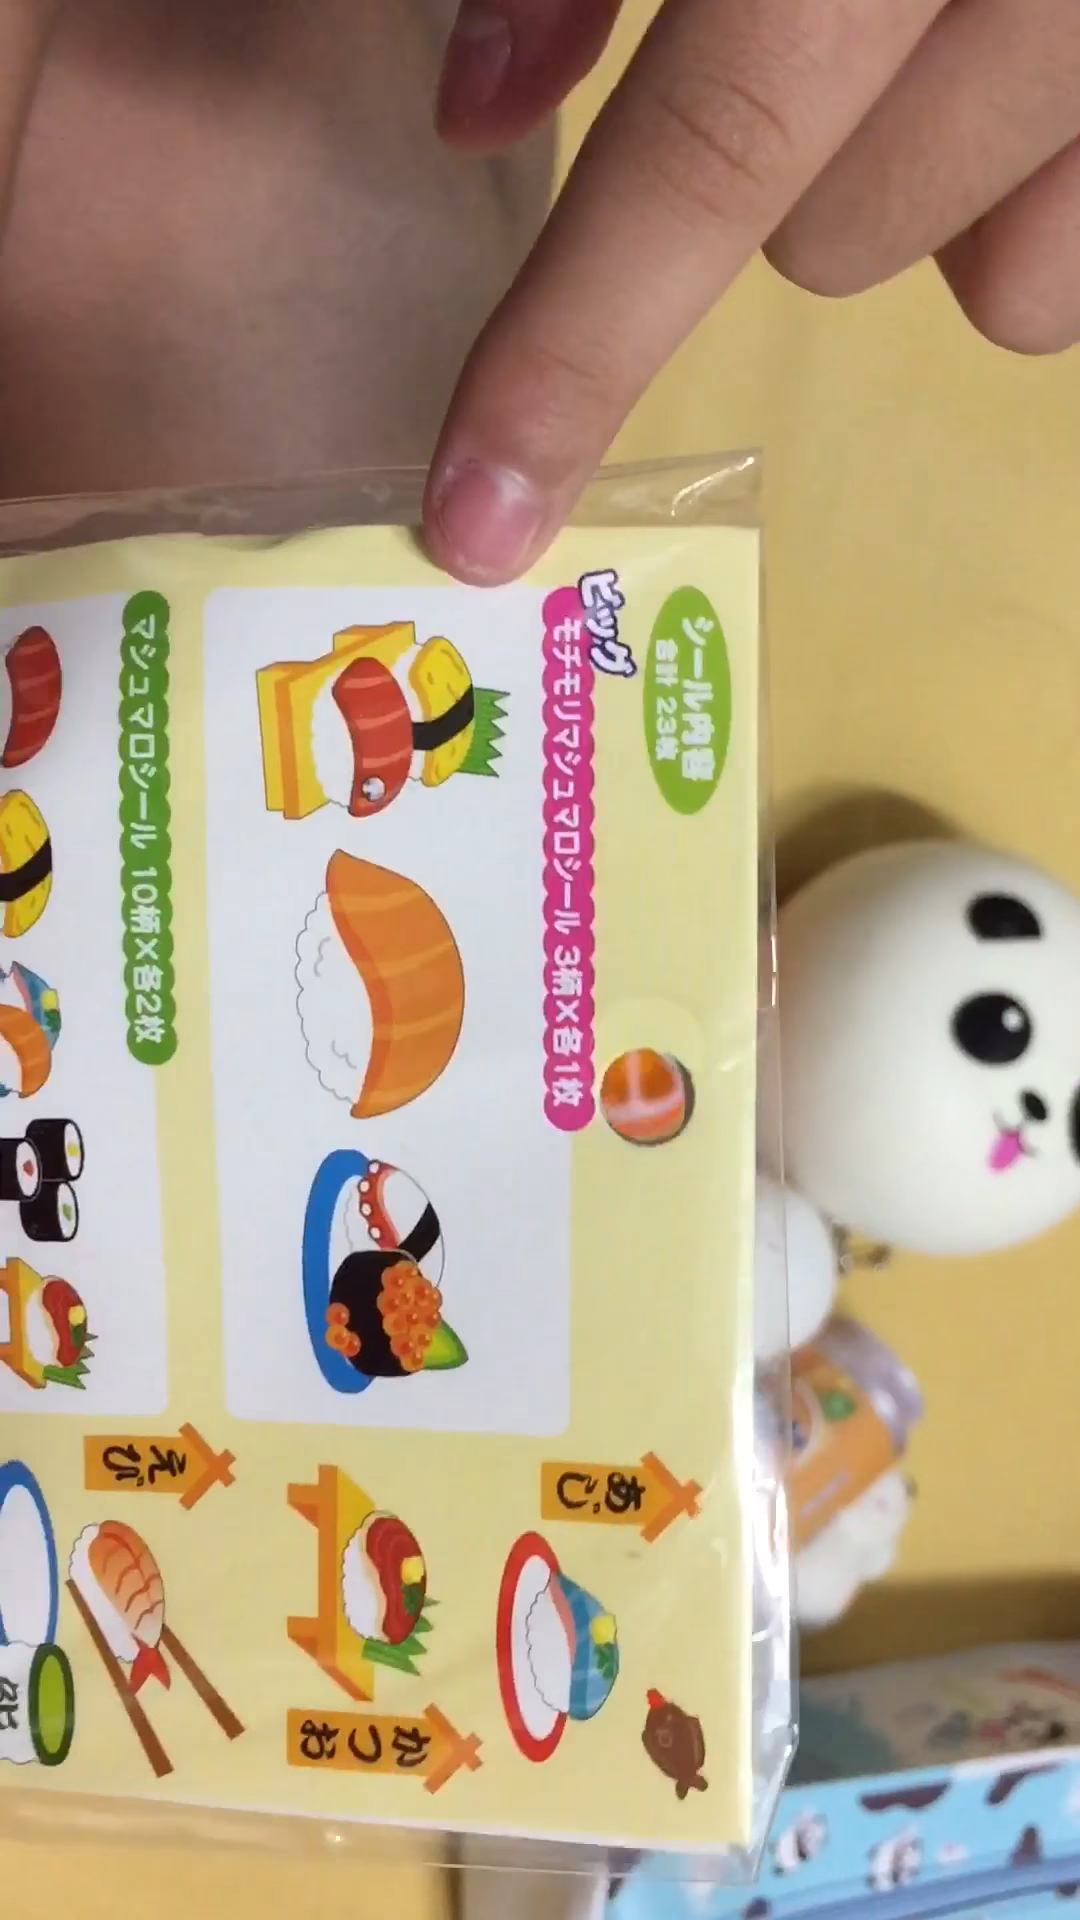 シール内容
合計 23枚
ビッグ
モチモリマシュマロシール 3柄×各1枚
マシュマロシール 10柄×各2枚
あじ
かつお
えび